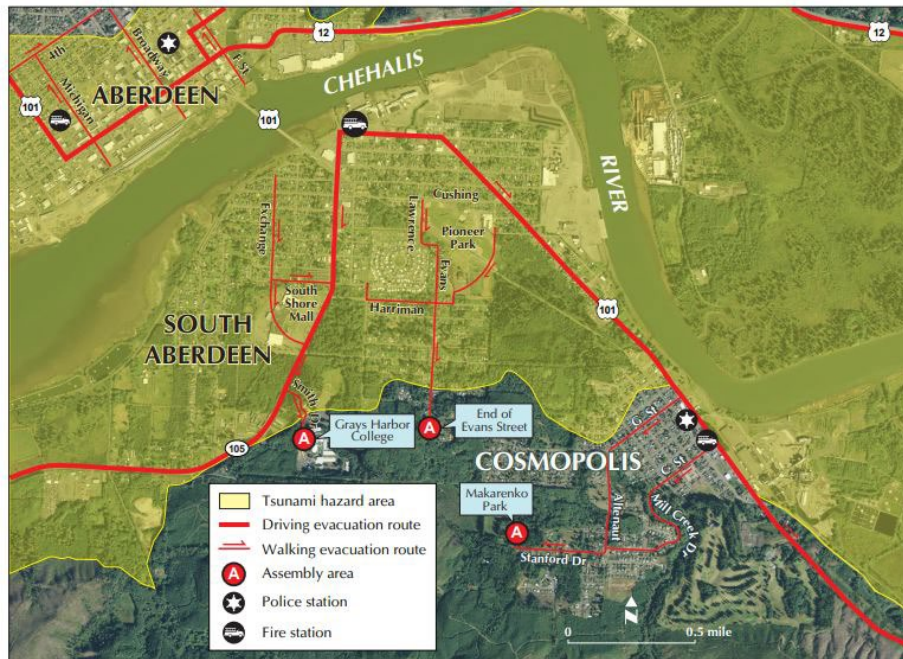 12
12
4th
Broadway
F St
Michigan
ABERDEEN
101
101
CHEHALIS
RIVER
Exchange
Lawrence
Cushing
Pioneer
Park
Evans
South
Shore
Mall
Harriman
101
SOUTH
ABERDEEN
South
105
Grays Harbor
College
A
A
End of
Evans Street
G St
COSMOPOLIS
C St
Makarenko
Park
A
Allenaut
Mill Creek Dr
Stanford Dr
Tsunami hazard area
Driving evacuation route
Walking evacuation route
A Assembly area
Police station
Fire station
N
0 0.5 mile